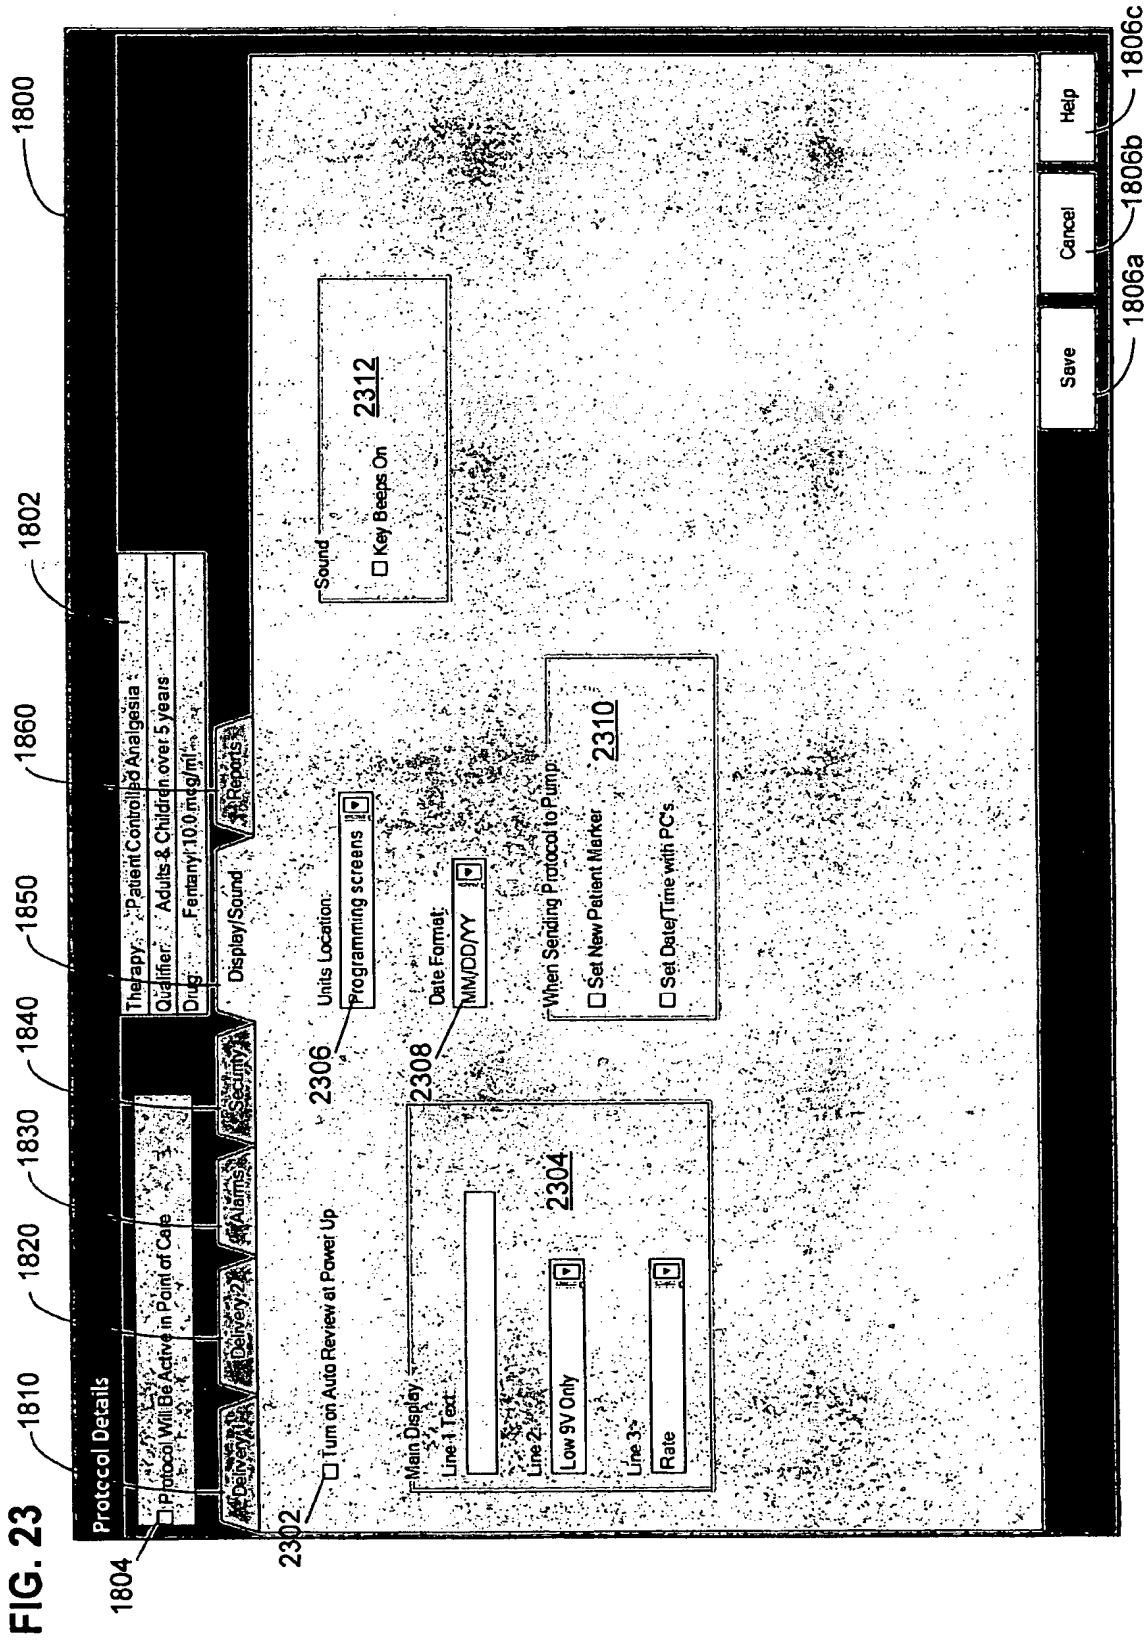 FIG. 23
1800
Protocol Details
1804
Protocol Will Be Active in Point of Care
Therapy: Patient Controlled Analgesia
Qualifier: Adults & Children over 5 years
Drug: Fentanyl 10.0 mcg/ml
1802
1810
1820
1830
1840
1850
1860
Delivery 1
Delivery 2
Alarms
Security
Display/Sound
Reports
2302
Turn on Auto Review at Power Up
Main Display
Line 1 Text
Line 2:
Low 9V Only
Line 3:
Rate
2304
Units Location:
Programming screens
2306
Date Format:
MM/DD/YY
2308
When Sending Protocol to Pump:
Set New Patient Marker
Set Date/Time with PC's
2310
Sound
Key Beeps On
2312
Save
Cancel
Help
1806a
1806b
1806c